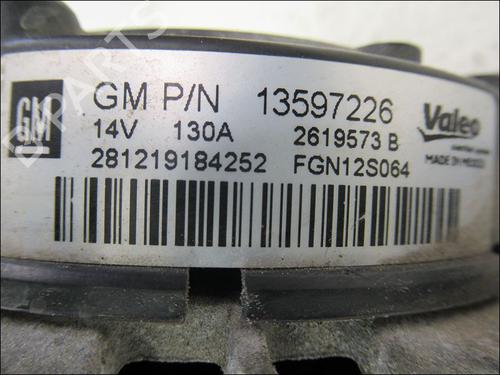 GM
GM P/N 13597226
Valeo
14V 130A 2619573 B
MADE IN MEXICO
281219184252 FGN12S064